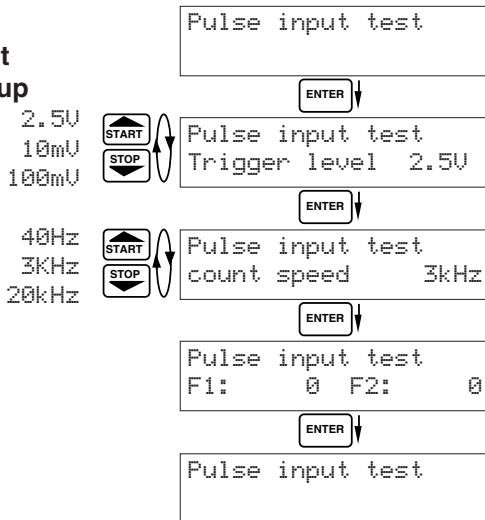 Pulse input test
t
up
ENTER
2.5V
10mV
100mV
START
STOP
Pulse input test
Trigger level 2.5V
ENTER
40Hz
3KHz
20kHz
START
STOP
Pulse input test
count speed 3kHz
ENTER
Pulse input test
F1: 0 F2: 0
ENTER
Pulse input test